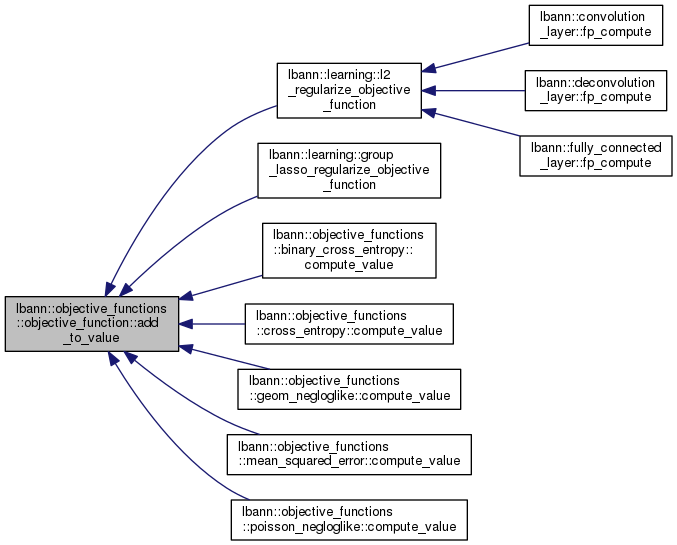 lbann::convolution
_layer::fp_compute
lbann::learning::l2
_regularize_objective
_function
lbann::deconvolution
_layer::fp_compute
lbann::fully_connected
_layer::fp_compute
lbann::learning::group
_lasso_regularize_objective
_function
lbann::objective_functions
::binary_cross_entropy::
compute_value
lbann::objective_functions
::objective_function::add
_to_value
lbann::objective_functions
::cross_entropy::compute_value
lbann::objective_functions
::geom_negloglike::compute_value
lbann::objective_functions
::mean_squared_error::compute_value
lbann::objective_functions
::poisson_negloglike::compute_value